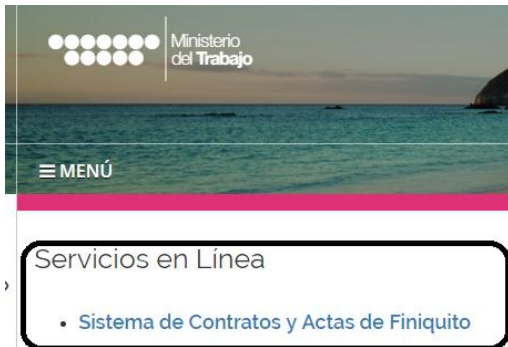 Ministerio
del Trabajo
MENÚ
Servicios en Línea
Sistema de Contratos y Actas de Finiquito